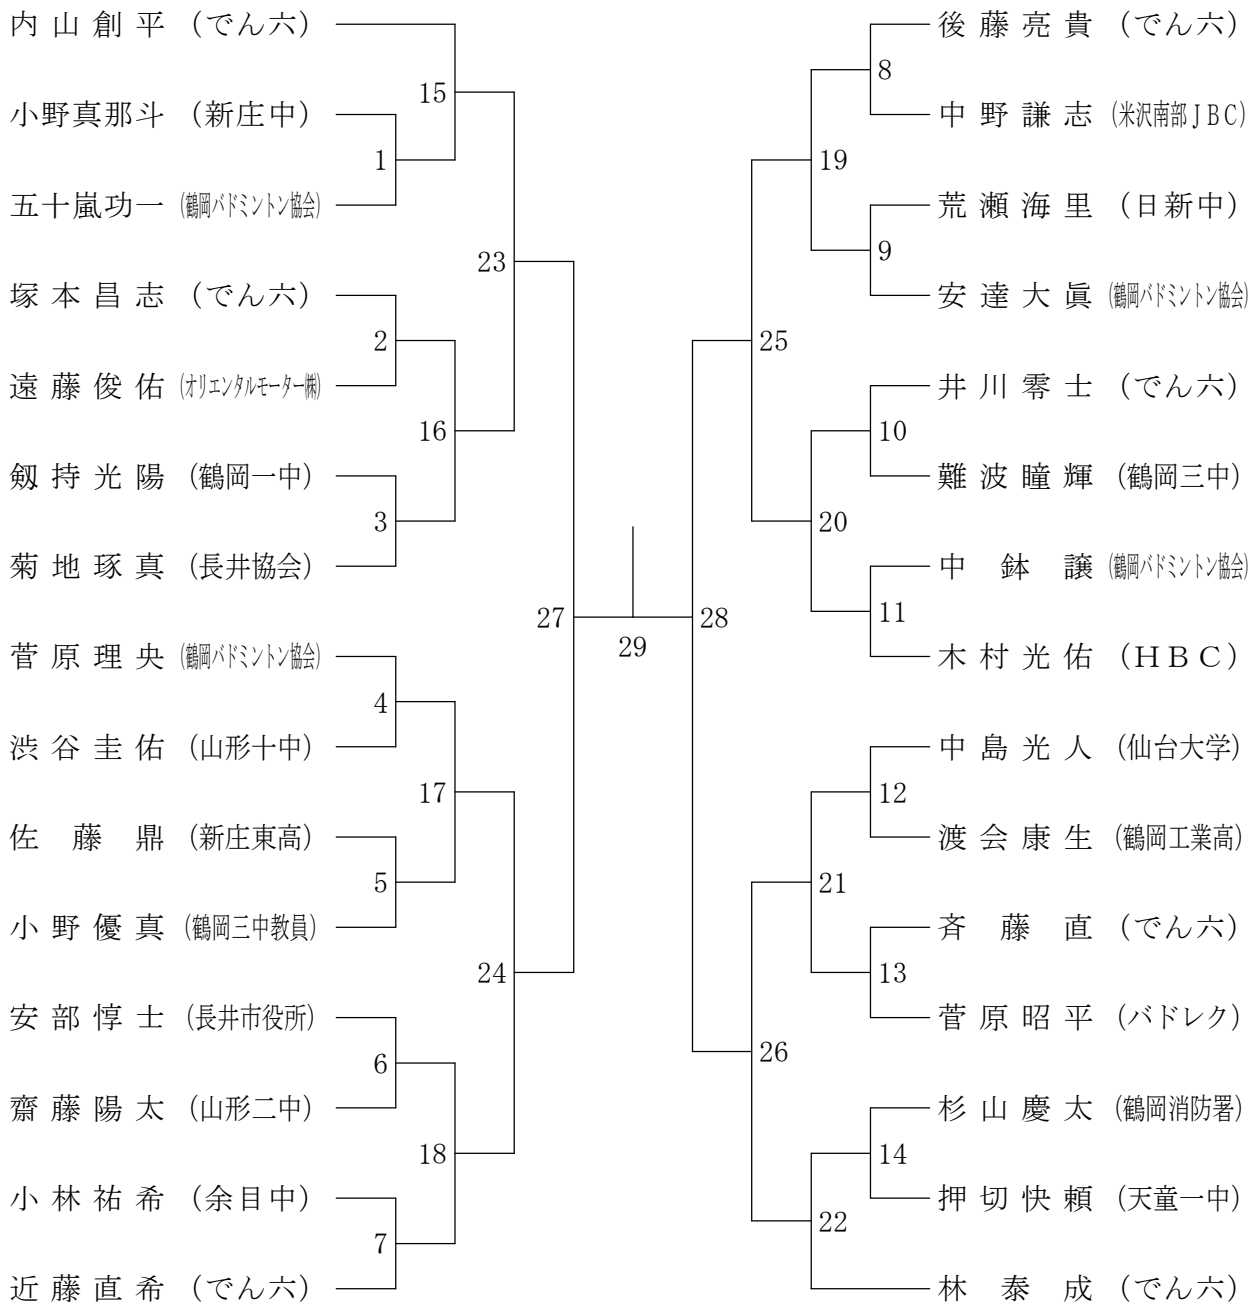 内山創平（でん六）
15
小野真那斗（新庄中）
1
五十嵐功一（鶴岡バドミントン協会）
23
塚本昌志（でん六）
2
遠藤俊佑（オリエンタルモーター㈱）
16
剱持光陽（鶴岡一中）
3
菊地琢真（長井協会）
27
菅原理央（鶴岡バドミントン協会）
4
渋谷圭佑（山形十中）
17
佐藤鼎（新庄東高）
5
小野優真（鶴岡三中教員）
24
安部惇士（長井市役所）
6
齋藤陽太（山形二中）
18
小林祐希（余目中）
7
近藤直希（でん六）
29
後藤亮貴（でん六）
8
中野謙志（米沢南部ＪＢＣ）
19
荒瀬海里（日新中）
9
安達大眞（鶴岡バドミントン協会）
25
井川零士（でん六）
10
難波瞳輝（鶴岡三中）
20
中鉢譲（鶴岡バドミントン協会）
11
木村光佑（ＨＢＣ）
28
中島光人（仙台大学）
12
渡会康生（鶴岡工業高）
21
斉藤直（でん六）
13
菅原昭平（バドレク）
26
杉山慶太（鶴岡消防署）
14
押切快頼（天童一中）
22
林泰成（でん六）